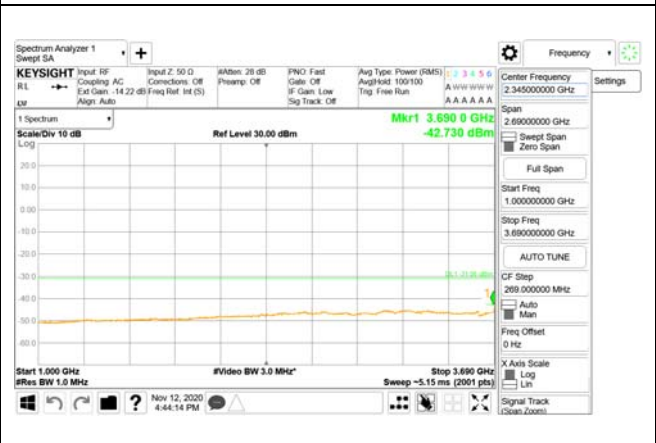 Spectrum Analyzer 1
Swept SA
Frequency
KEYSIGHT
RL
Input: RF
Coupling: AC
Ext Gain: -14.22 dB
Align: Auto
Input Z: 50 Ω
Corrections: Off
Freq Ref: Int (S)
#Atten: 28 dB
Preamp: Off
PNO: Fast
Gate: Off
IF Gain: Low
Sig Track: Off
Avg Type: Power (RMS)
Avg|Hold: 100/100
Trig: Free Run
1 2 3 4 5 6
A W W W W W
A A A A A A
Settings
Center Frequency
2.345000000 GHz
Span
2.69000000 GHz
Swept Span
Zero Span
Full Span
Start Freq
1.000000000 GHz
Stop Freq
3.690000000 GHz
AUTO TUNE
CF Step
269.000000 MHz
Auto
Man
Freq Offset
0 Hz
X Axis Scale
Log
Lin
Signal Track
(Span Zoom)
1 Spectrum
Scale/Div 10 dB
Ref Level 30.00 dBm
Mkr1 3.690 0 GHz
-42.730 dBm
Log
20.0
10.0
0.00
-10.0
-20.0
-30.0
-40.0
-50.0
-60.0
1
Start 1.000 GHz
#Video BW 3.0 MHz*
Stop 3.690 GHz
#Res BW 1.0 MHz
Sweep ~5.15 ms (2001 pts)
Nov 12, 2020
4:44:14 PM